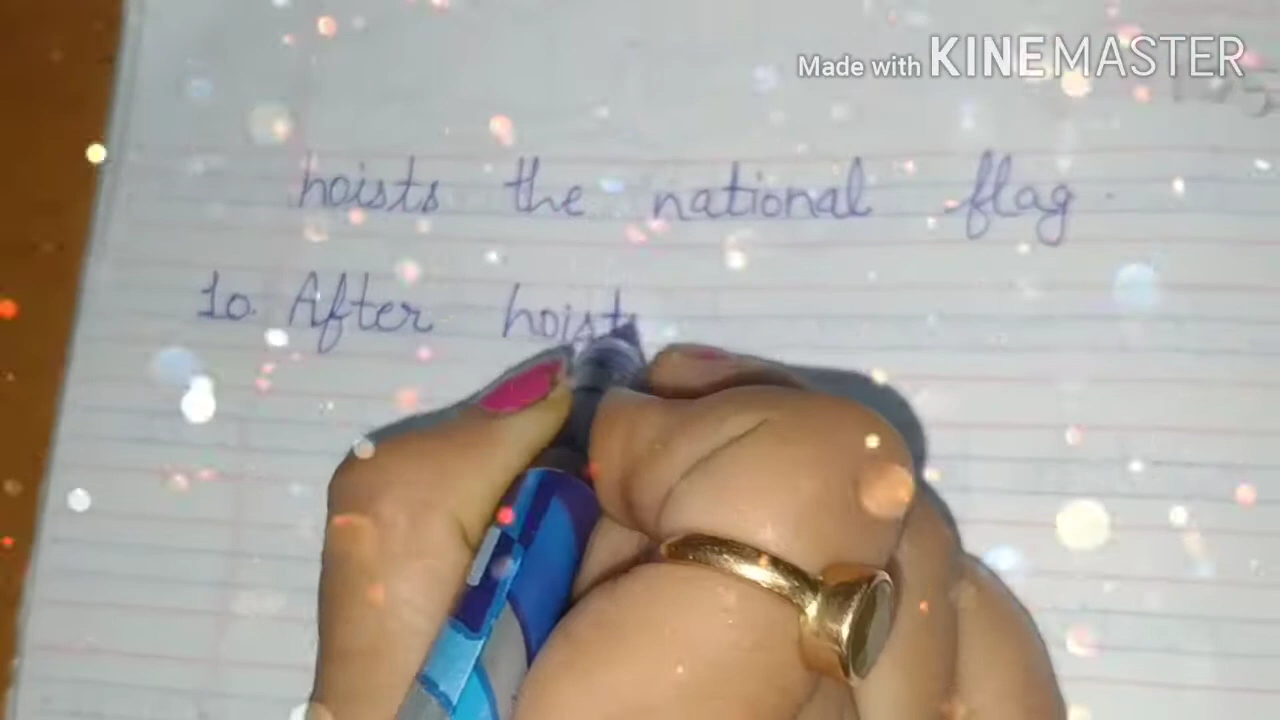 Made with KINEMASTER
hoists the national flag.
10. After hoist